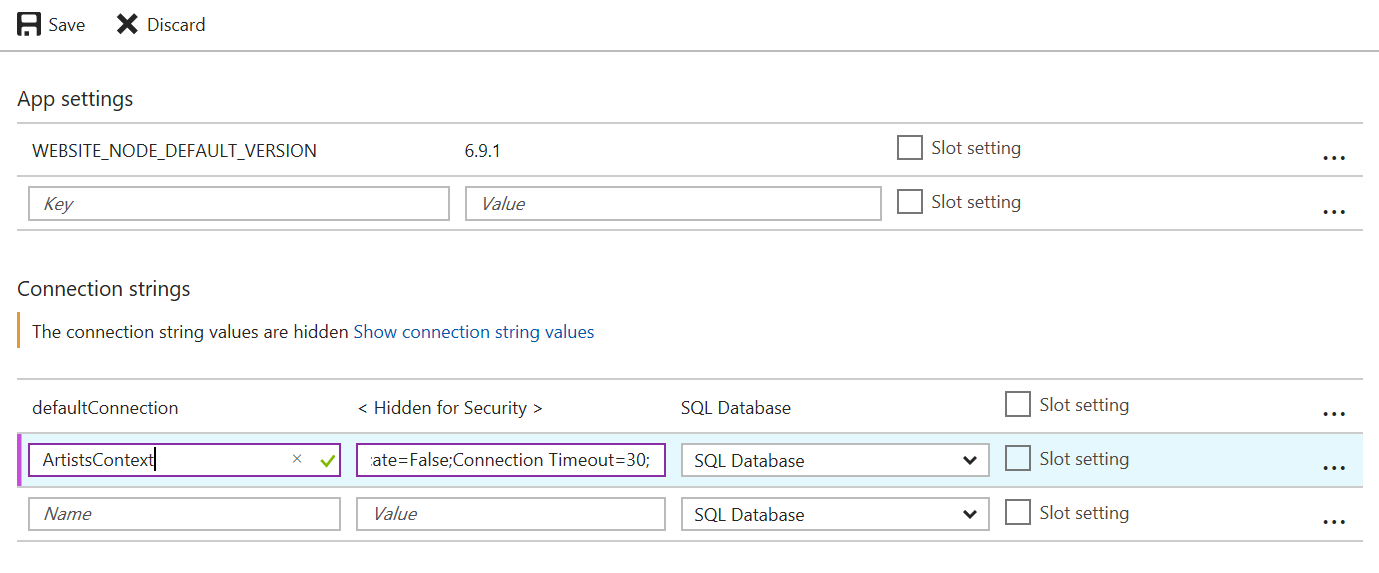 Save Discard
App settings
WEBSITE_NODE_DEFAULT_VERSION 6.9.1 Slot setting ...
Key Value Slot setting ...
Connection strings
The connection string values are hidden Show connection string values
defaultConnection < Hidden for Security > SQL Database Slot setting ...
ArtistsContext × cate=False;Connection Timeout=30; SQL Database Slot setting ...
Name Value SQL Database Slot setting ...